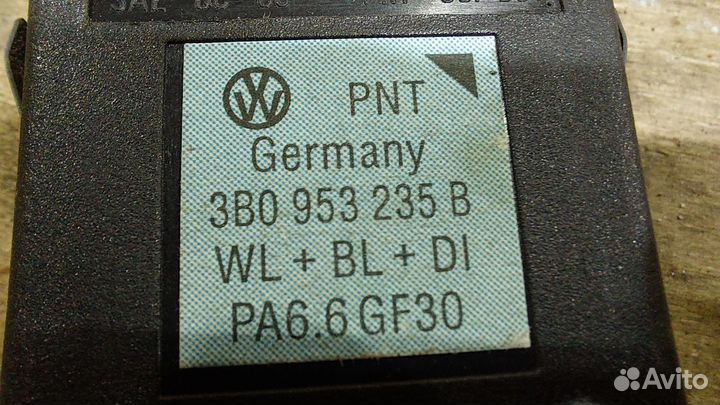 PNT
Germany
3B0 953 235 B
WL + BL + DI
PA6.6 GF30
Avito